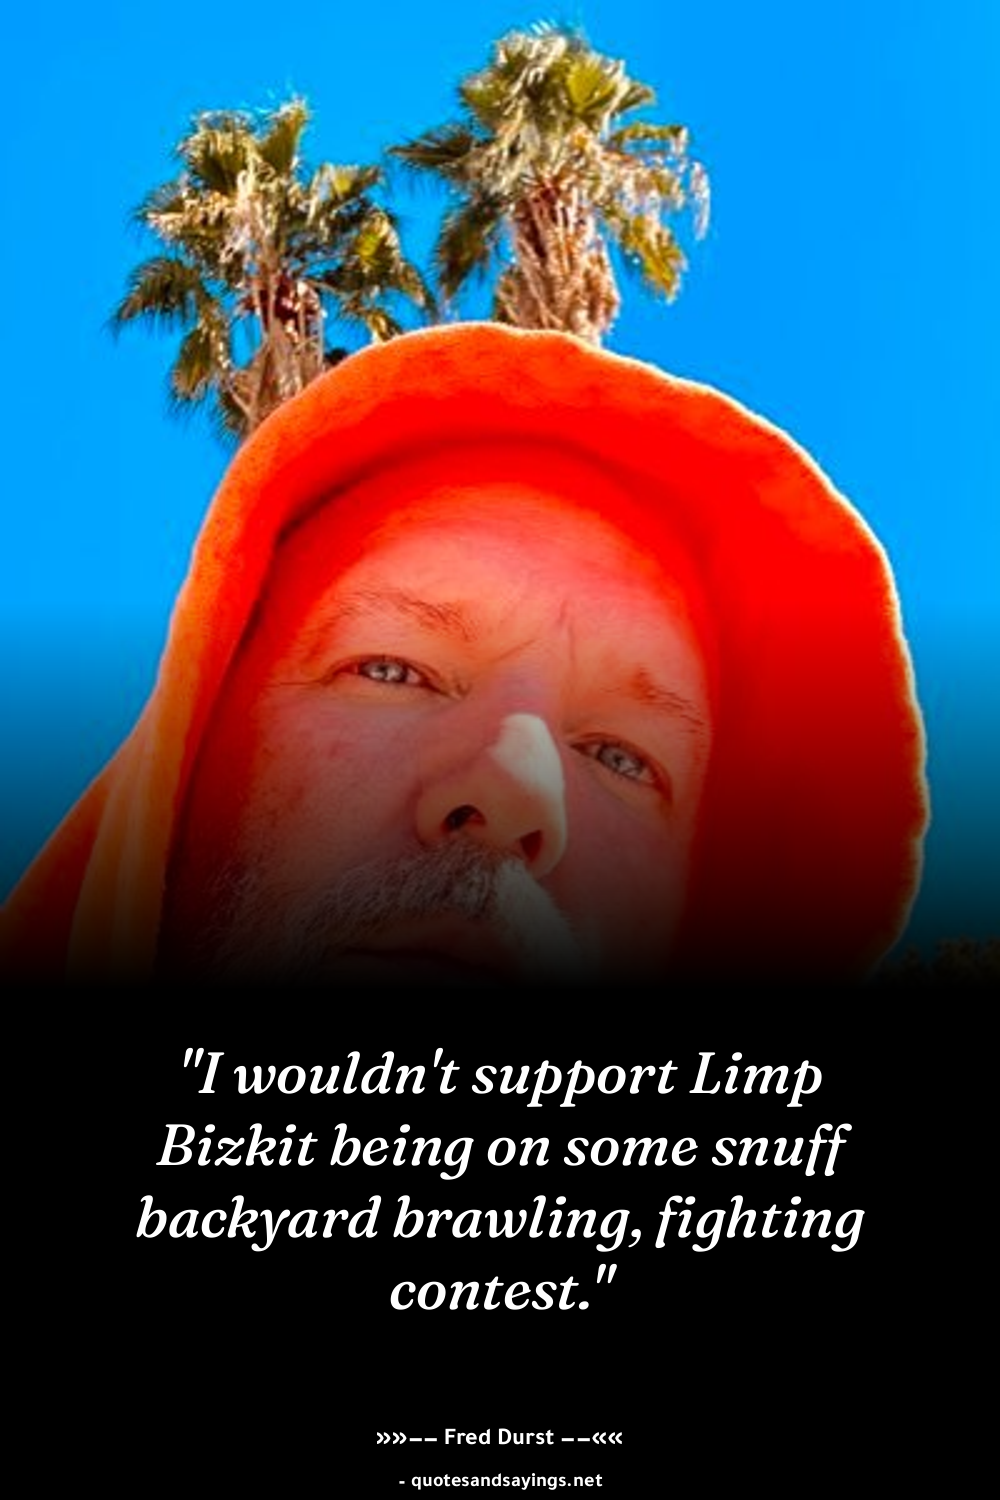 "I wouldn't support Limp
Bizkit being on some snuff
backyard brawling, fighting
contest."
»»–– Fred Durst ––««
- quotesandsayings.net